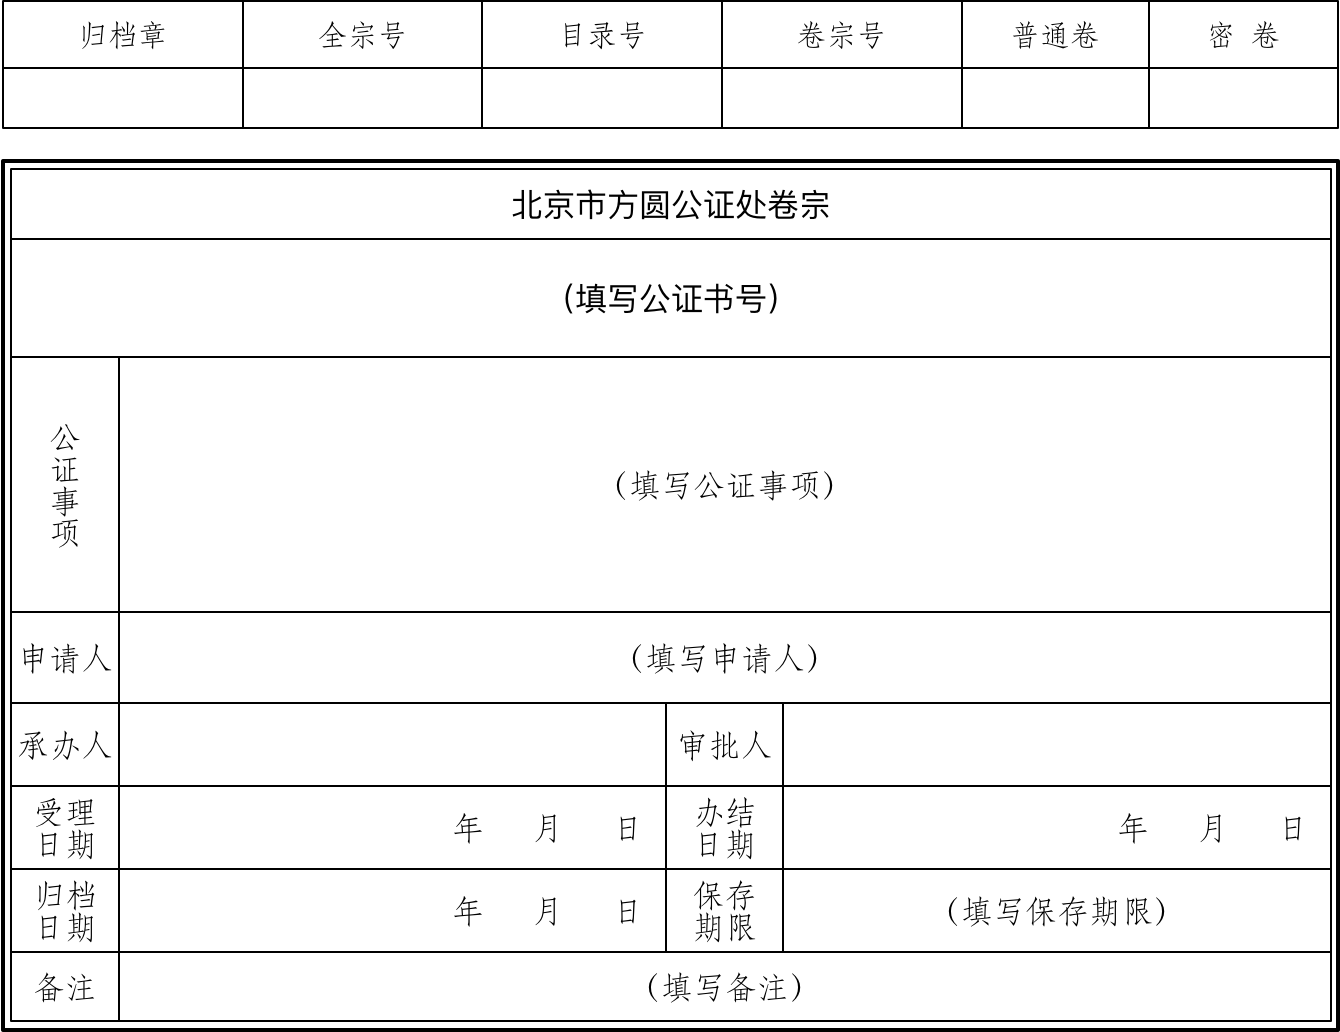 归档章 全宗号 目录号 卷宗号 普通卷 密 卷
北京市方圆公证处卷宗
(填写公证书号)
公
证
事
项
(填写公证事项)
申请人 (填写申请人)
承办人 审批人
受理
日期
年 月 日
办结
日期
年 月 日
归档
日期
年 月 日
保存
期限
(填写保存期限)
备注 (填写备注)